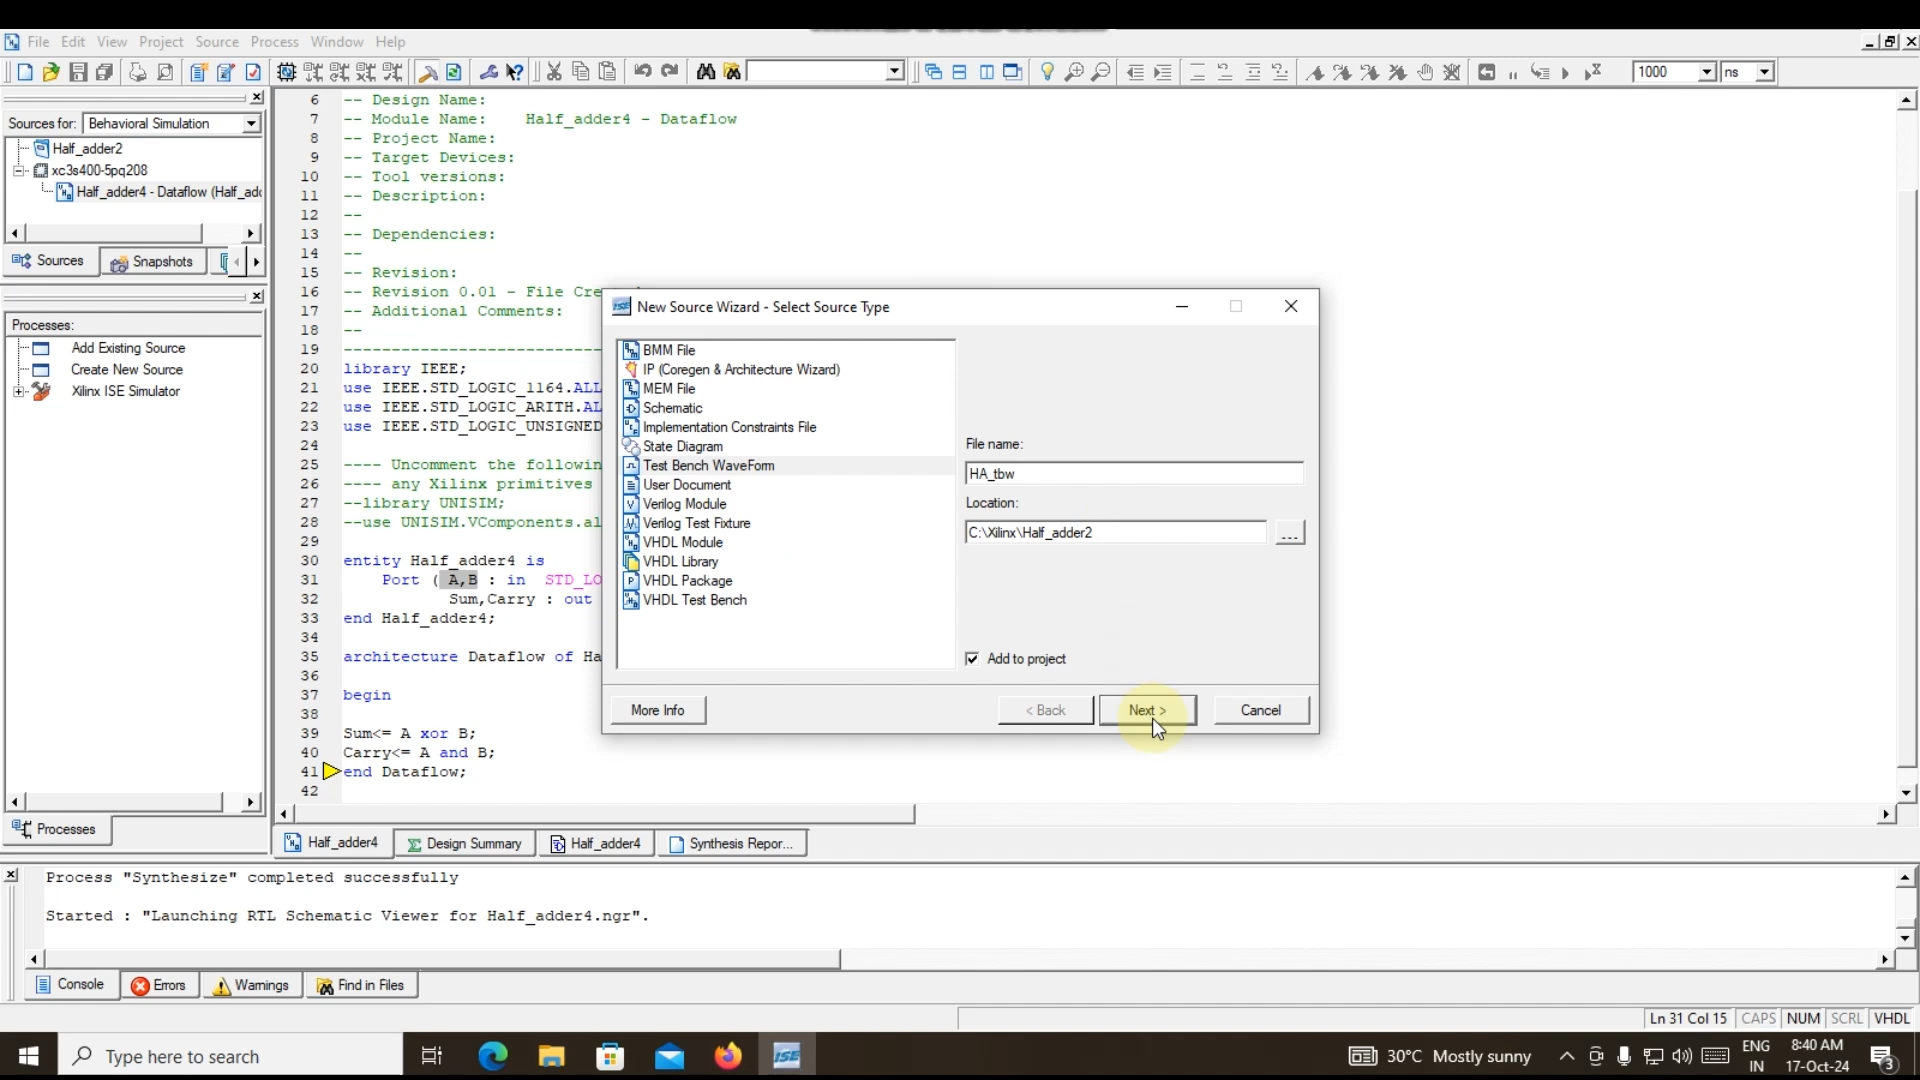 File Edit View Project Source Process Window Help
1000 ns
Sources for: Behavioral Simulation
Half_adder2
xc3s400-5pq208
Half_adder4 - Dataflow (Half_add
Sources Snapshots
Processes:
Add Existing Source
Create New Source
Xilinx ISE Simulator
Processes
6 -- Design Name:
7 -- Module Name: Half_adder4 - Dataflow
8 -- Project Name:
9 -- Target Devices:
10 -- Tool versions:
11 -- Description:
12 --
13 -- Dependencies:
14 --
15 -- Revision:
16 -- Revision 0.01 - File Cre
17 -- Additional Comments:
18 --
19 ---------------------------
20 library IEEE;
21 use IEEE.STD_LOGIC_1164.ALL
22 use IEEE.STD_LOGIC_ARITH.AL
23 use IEEE.STD_LOGIC_UNSIGNED
24
25 ---- Uncomment the followin
26 ---- any Xilinx primitives
27 --library UNISIM;
28 --use UNISIM.VComponents.al
29
30 entity Half_adder4 is
31 Port ( A,B : in STD_LO
32 Sum,Carry : out
33 end Half_adder4;
34
35 architecture Dataflow of Ha
36
37 begin
38
39 Sum<= A xor B;
40 Carry<= A and B;
41 end Dataflow;
42
New Source Wizard - Select Source Type
BMM File
IP (Coregen & Architecture Wizard)
MEM File
Schematic
Implementation Constraints File
State Diagram
Test Bench WaveForm
User Document
Verilog Module
Verilog Test Fixture
VHDL Module
VHDL Library
VHDL Package
VHDL Test Bench
File name:
HA_tbw
Location:
C:\Xilinx\Half_adder2
...
Add to project
More Info < Back Next > Cancel
Half_adder4 Design Summary Half_adder4 Synthesis Repor...
Process "Synthesize" completed successfully
Started : "Launching RTL Schematic Viewer for Half_adder4.ngr".
Console Errors Warnings Find in Files
Ln 31 Col 15 CAPS NUM SCRL VHDL
Type here to search
ISE
30°C Mostly sunny
ENG
IN
8:40 AM
17-Oct-24
3